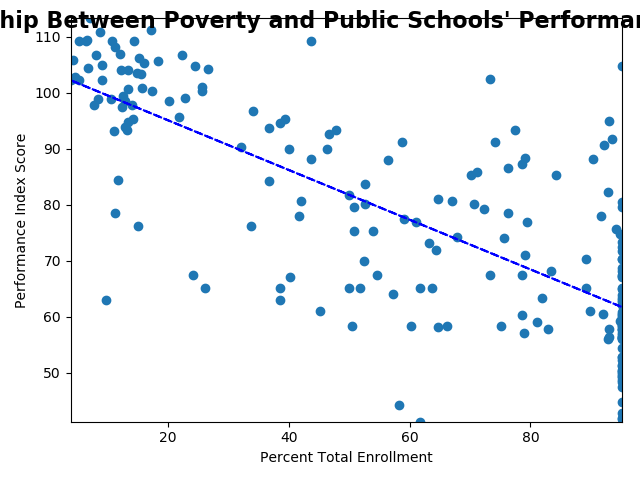 hip Between Poverty and Public Schools' Performan
110
100
90
80
70
60
50
20 40 60 80
Performance Index Score
Percent Total Enrollment